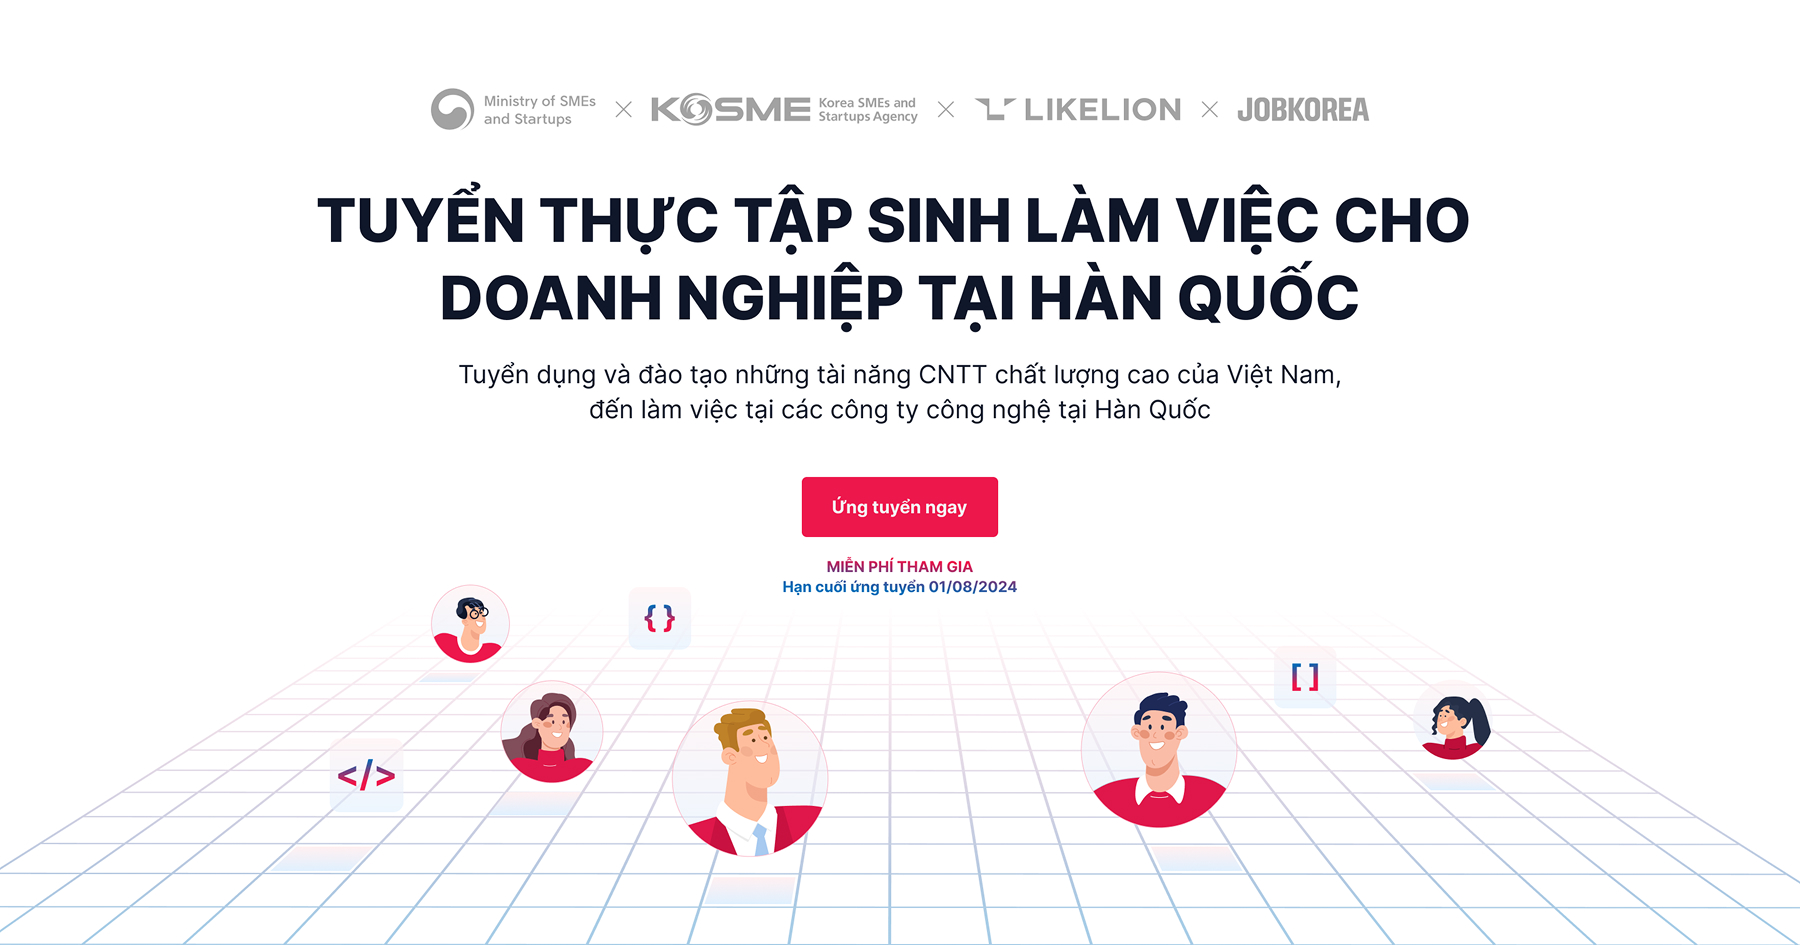 Ministry of SMEs and Startups × KOSME Korea SMEs and Startups Agency × LIKELION × JOBKOREA
TUYỂN THỰC TẬP SINH LÀM VIỆC CHO
DOANH NGHIỆP TẠI HÀN QUỐC
Tuyển dụng và đào tạo những tài năng CNTT chất lượng cao của Việt Nam,
đến làm việc tại các công ty công nghệ tại Hàn Quốc
Ứng tuyển ngay
MIỄN PHÍ THAM GIA
Hạn cuối ứng tuyển 01/08/2024
{ }
[ ]
</>